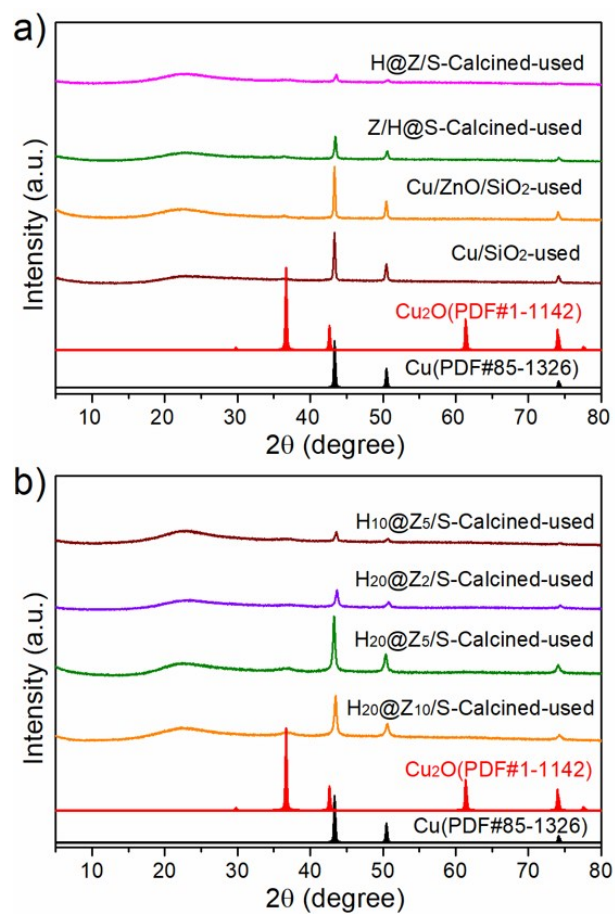 a)
H@Z/S-Calcined-used
Z/H@S-Calcined-used
Cu/ZnO/SiO₂-used
Cu/SiO₂-used
Cu₂O(PDF#1-1142)
Cu(PDF#85-1326)
Intensity (a.u.)
10 20 30 40 50 60 70 80
2θ (degree)
b)
H₁₀@Z₅/S-Calcined-used
H₂₀@Z₂/S-Calcined-used
H₂₀@Z₅/S-Calcined-used
H₂₀@Z₁₀/S-Calcined-used
Cu₂O(PDF#1-1142)
Cu(PDF#85-1326)
Intensity (a.u.)
10 20 30 40 50 60 70 80
2θ (degree)